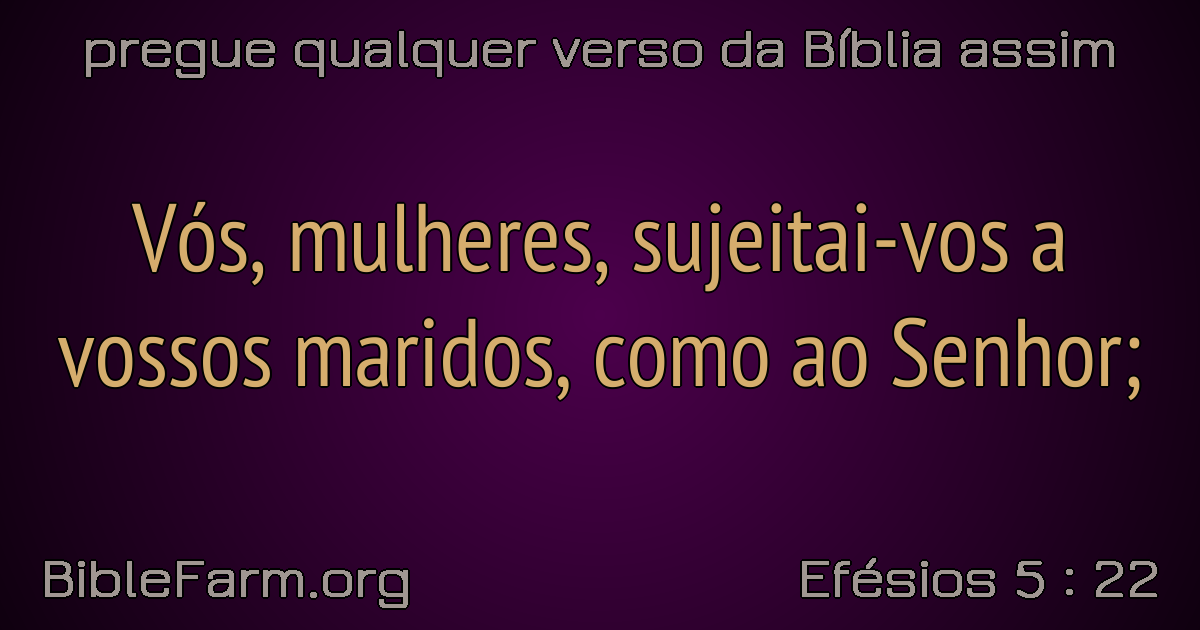 pregue qualquer verso da Bíblia assim
Vós, mulheres, sujeitai-vos a
vossos maridos, como ao Senhor;
BibleFarm.org
Efésios 5 : 22